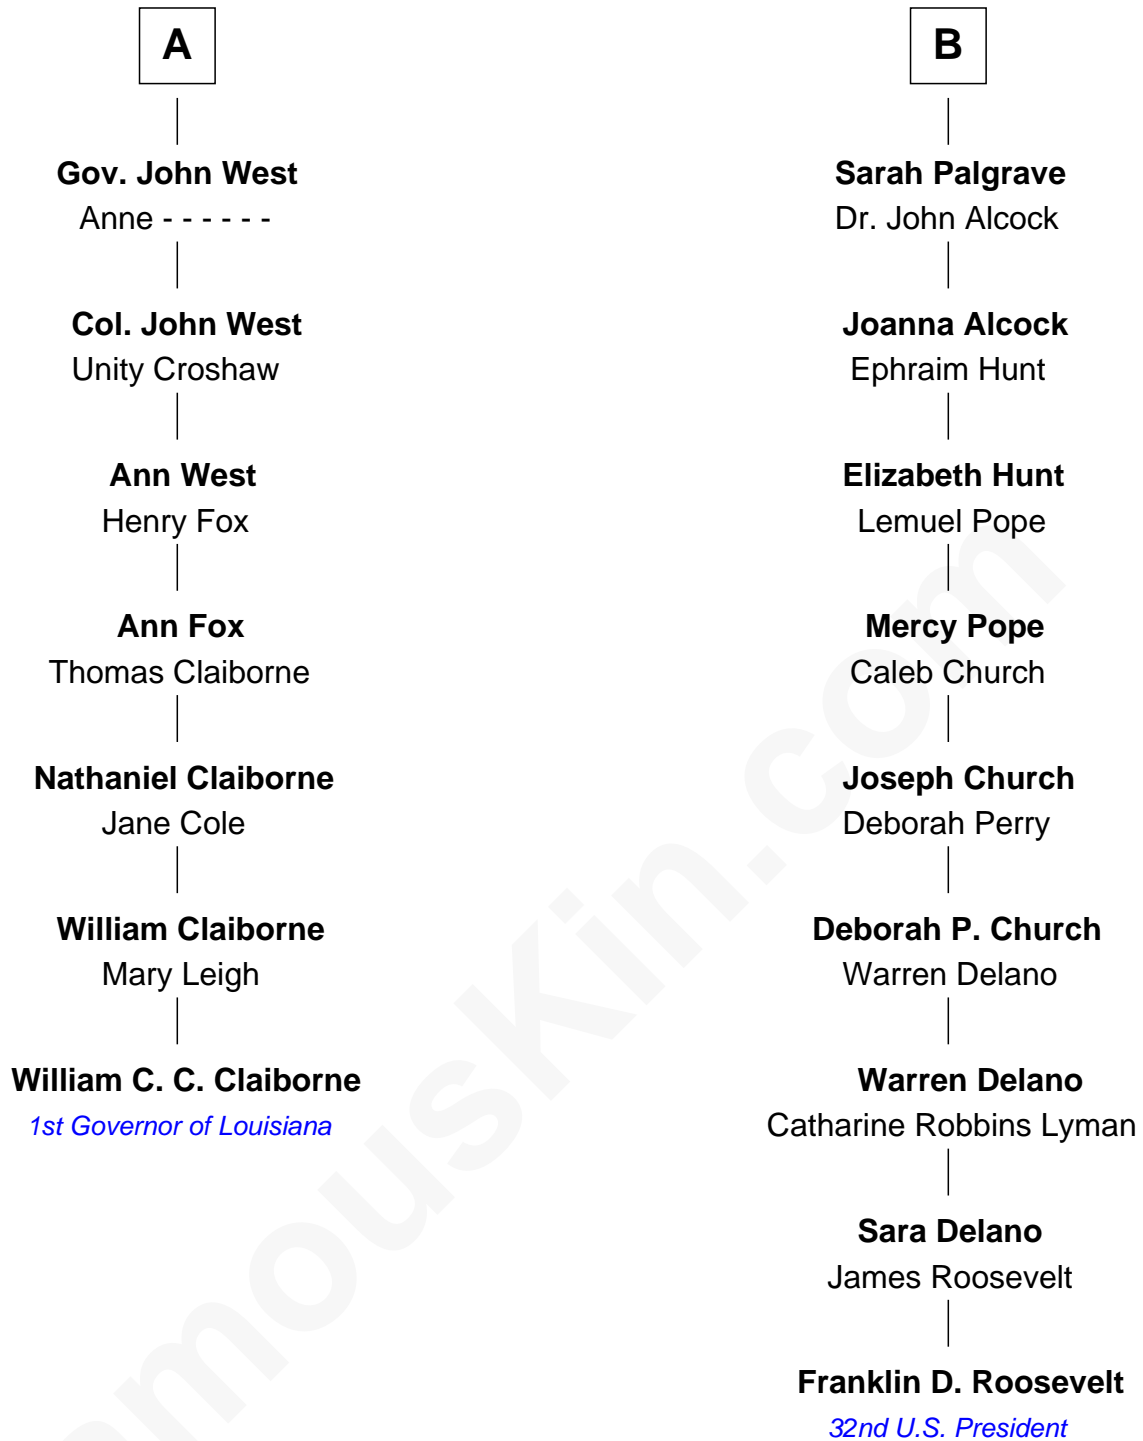 A
Gov. John West
Anne - - - - - -
Col. John West
Unity Croshaw
Ann West
Henry Fox
Ann Fox
Thomas Claiborne
Nathaniel Claiborne
Jane Cole
William Claiborne
Mary Leigh
William C. C. Claiborne
1st Governor of Louisiana
B
Sarah Palgrave
Dr. John Alcock
Joanna Alcock
Ephraim Hunt
Elizabeth Hunt
Lemuel Pope
Mercy Pope
Caleb Church
Joseph Church
Deborah Perry
Deborah P. Church
Warren Delano
Warren Delano
Catharine Robbins Lyman
Sara Delano
James Roosevelt
Franklin D. Roosevelt
32nd U.S. President
amouskin.com